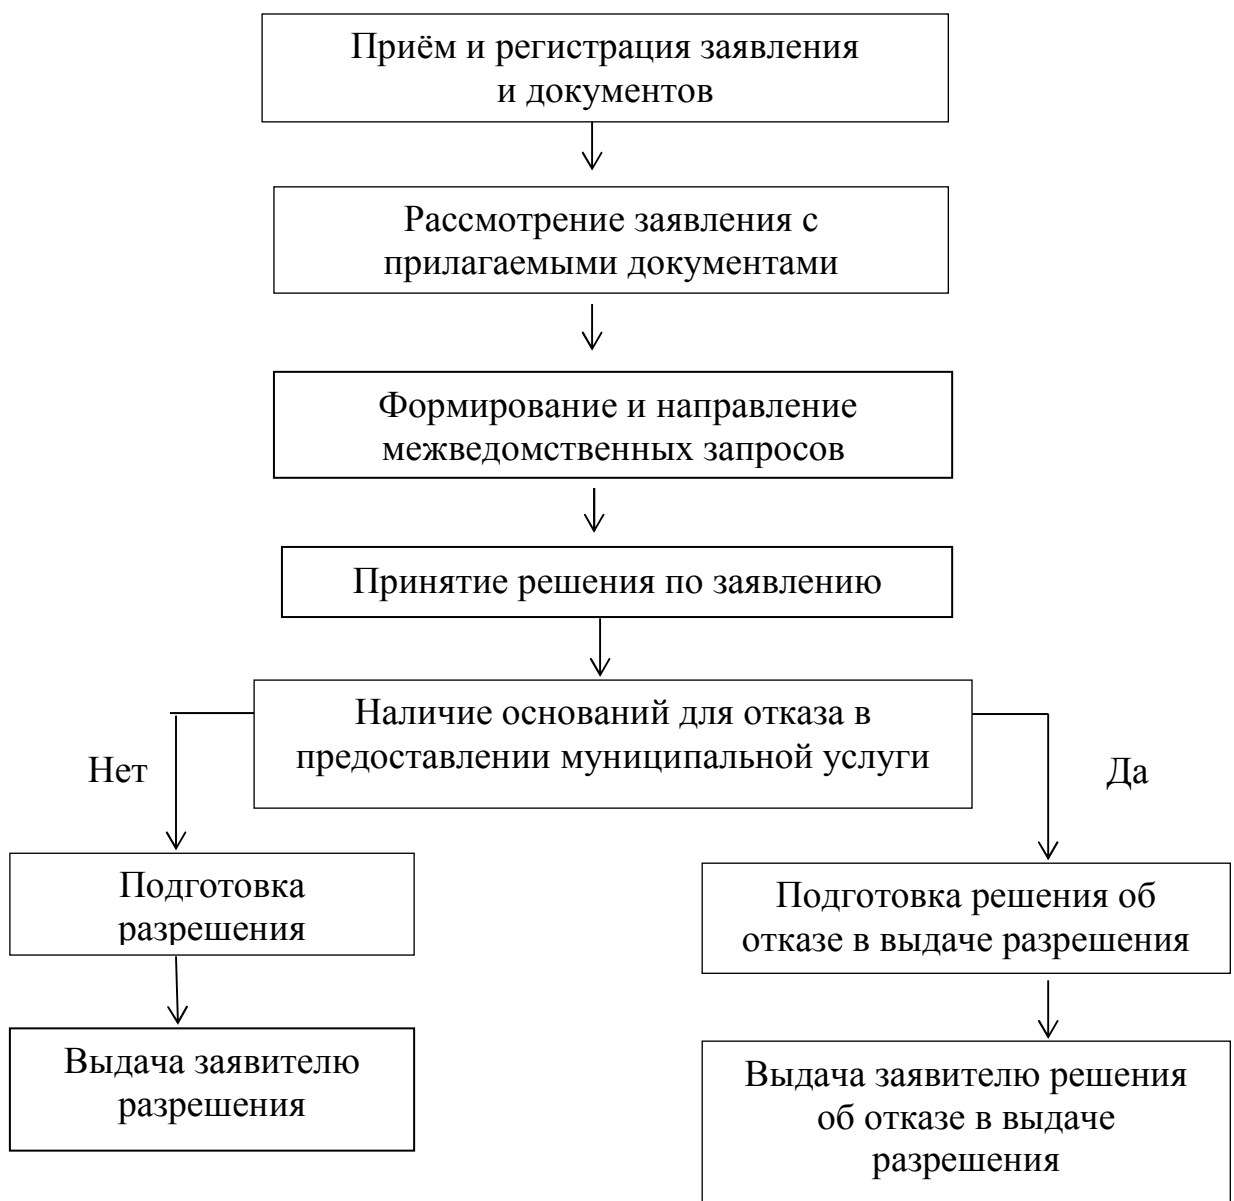 Приём и регистрация заявления
и документов
Рассмотрение заявления с
прилагаемыми документами
Формирование и направление
межведомственных запросов
Принятие решения по заявлению
Наличие оснований для отказа в
предоставлении муниципальной услуги
Нет
Да
Подготовка
разрешения
Подготовка решения об
отказе в выдаче разрешения
Выдача заявителю
разрешения
Выдача заявителю решения
об отказе в выдаче
разрешения